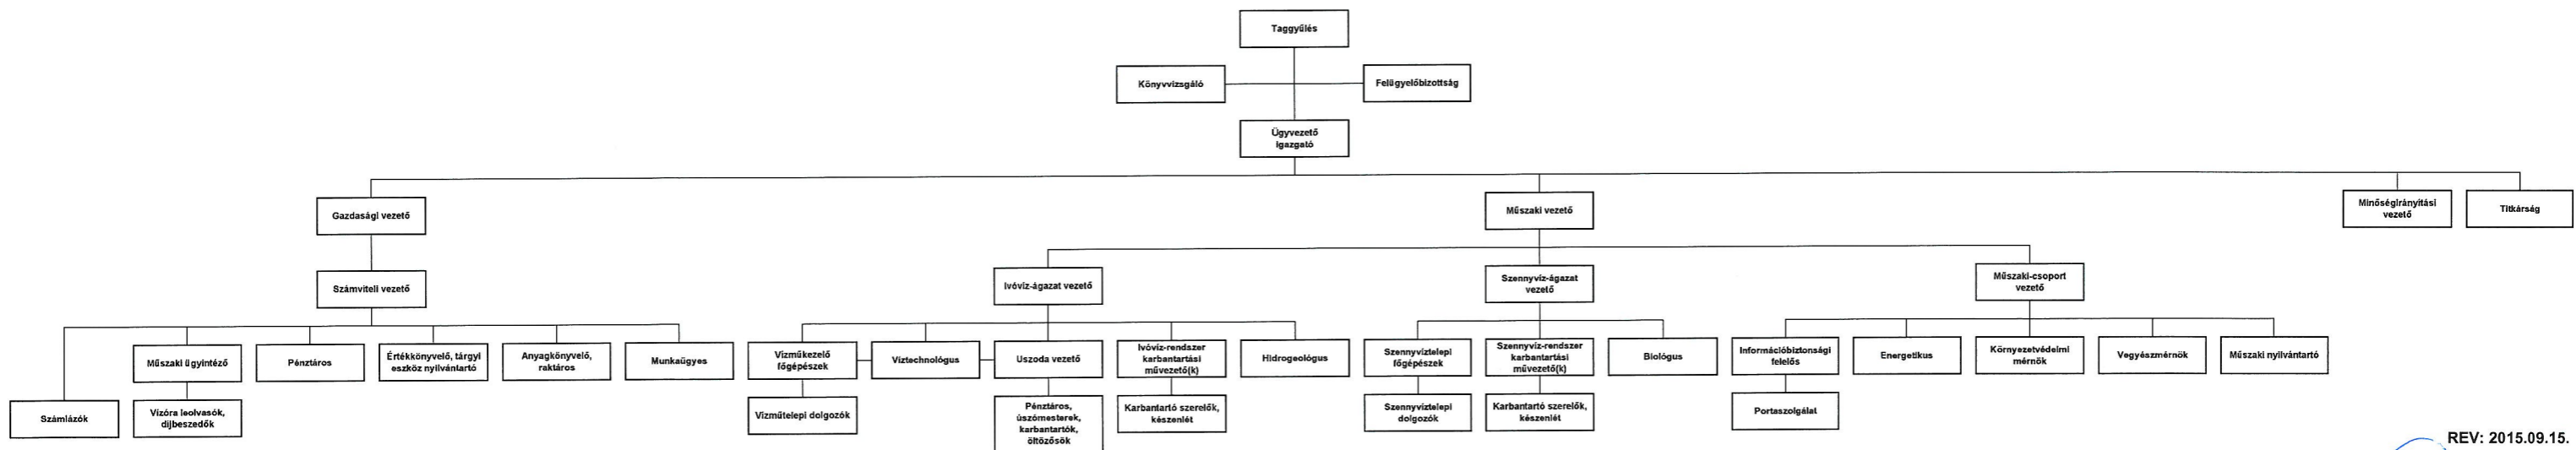 Taggyűlés
Könyvvizsgáló
Felügyelőbizottság
Ügyvezető
igazgató
Gazdasági vezető
Műszaki vezető
Minőségirányítási
vezető
Titkárság
Számviteli vezető
Ivóvíz-ágazat vezető
Szennyvíz-ágazat
vezető
Műszaki-csoport
vezető
Műszaki ügyintéző
Pénztáros
Értékkönyvelő, tárgyi
eszköz nyilvántartó
Anyagkönyvelő,
raktáros
Munkaügyes
Vízműkezelő
főgépészek
Víztechnológus
Uszoda vezető
Ivóvíz-rendszer
karbantartási
művezető(k)
Hidrogeológus
Szennyvíztelepi
főgépészek
Szennyvíz-rendszer
karbantartási
művezető(k)
Biológus
Információbiztonsági
felelős
Energetikus
Környezetvédelmi
mérnök
Vegyészmérnök
Műszaki nyilvántartó
Számlázók
Vízóra leolvasók,
díjbeszedők
Vízműtelepi dolgozók
Pénztáros,
úszómesterek,
karbantartók,
öltözősök
Karbantartó szerelők,
készenlét
Szennyvíztelepi
dolgozók
Karbantartó szerelők,
készenlét
Portaszolgálat
REV: 2015.09.15.